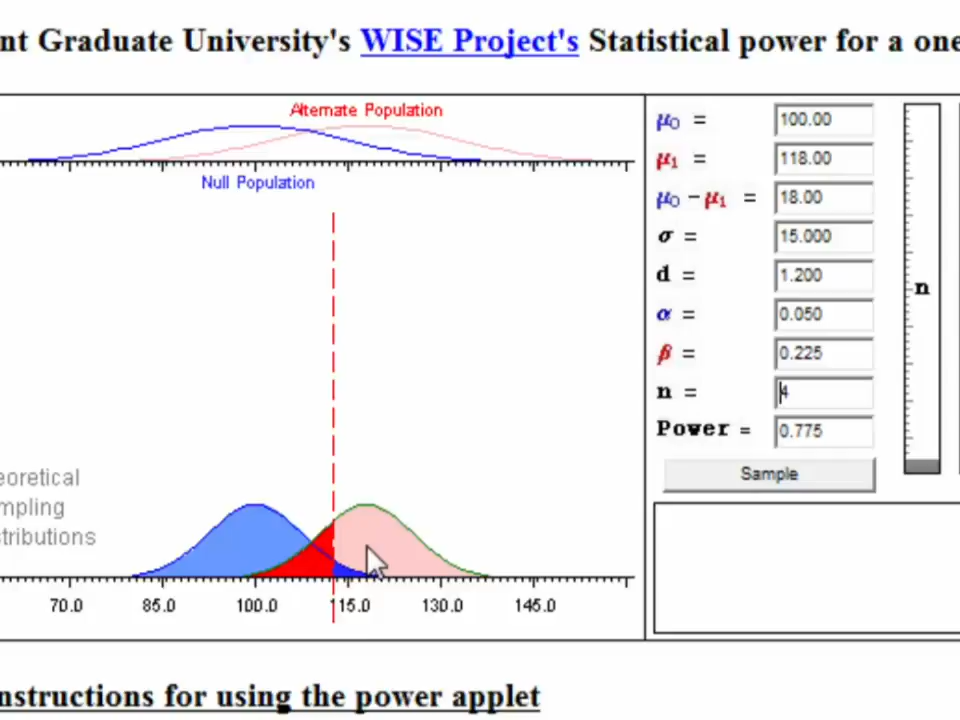 nt Graduate University's WISE Project's Statistical power for a one
Alternate Population
Null Population
μ0 = 100.00
μ1 = 118.00
μ0 - μ1 = 18.00
σ = 15.000
d = 1.200
α = 0.050
β = 0.225
n = 4
Power = 0.775
Sample
n
eoretical
mpling
stributions
70.0 85.0 100.0 115.0 130.0 145.0
nstructions for using the power applet